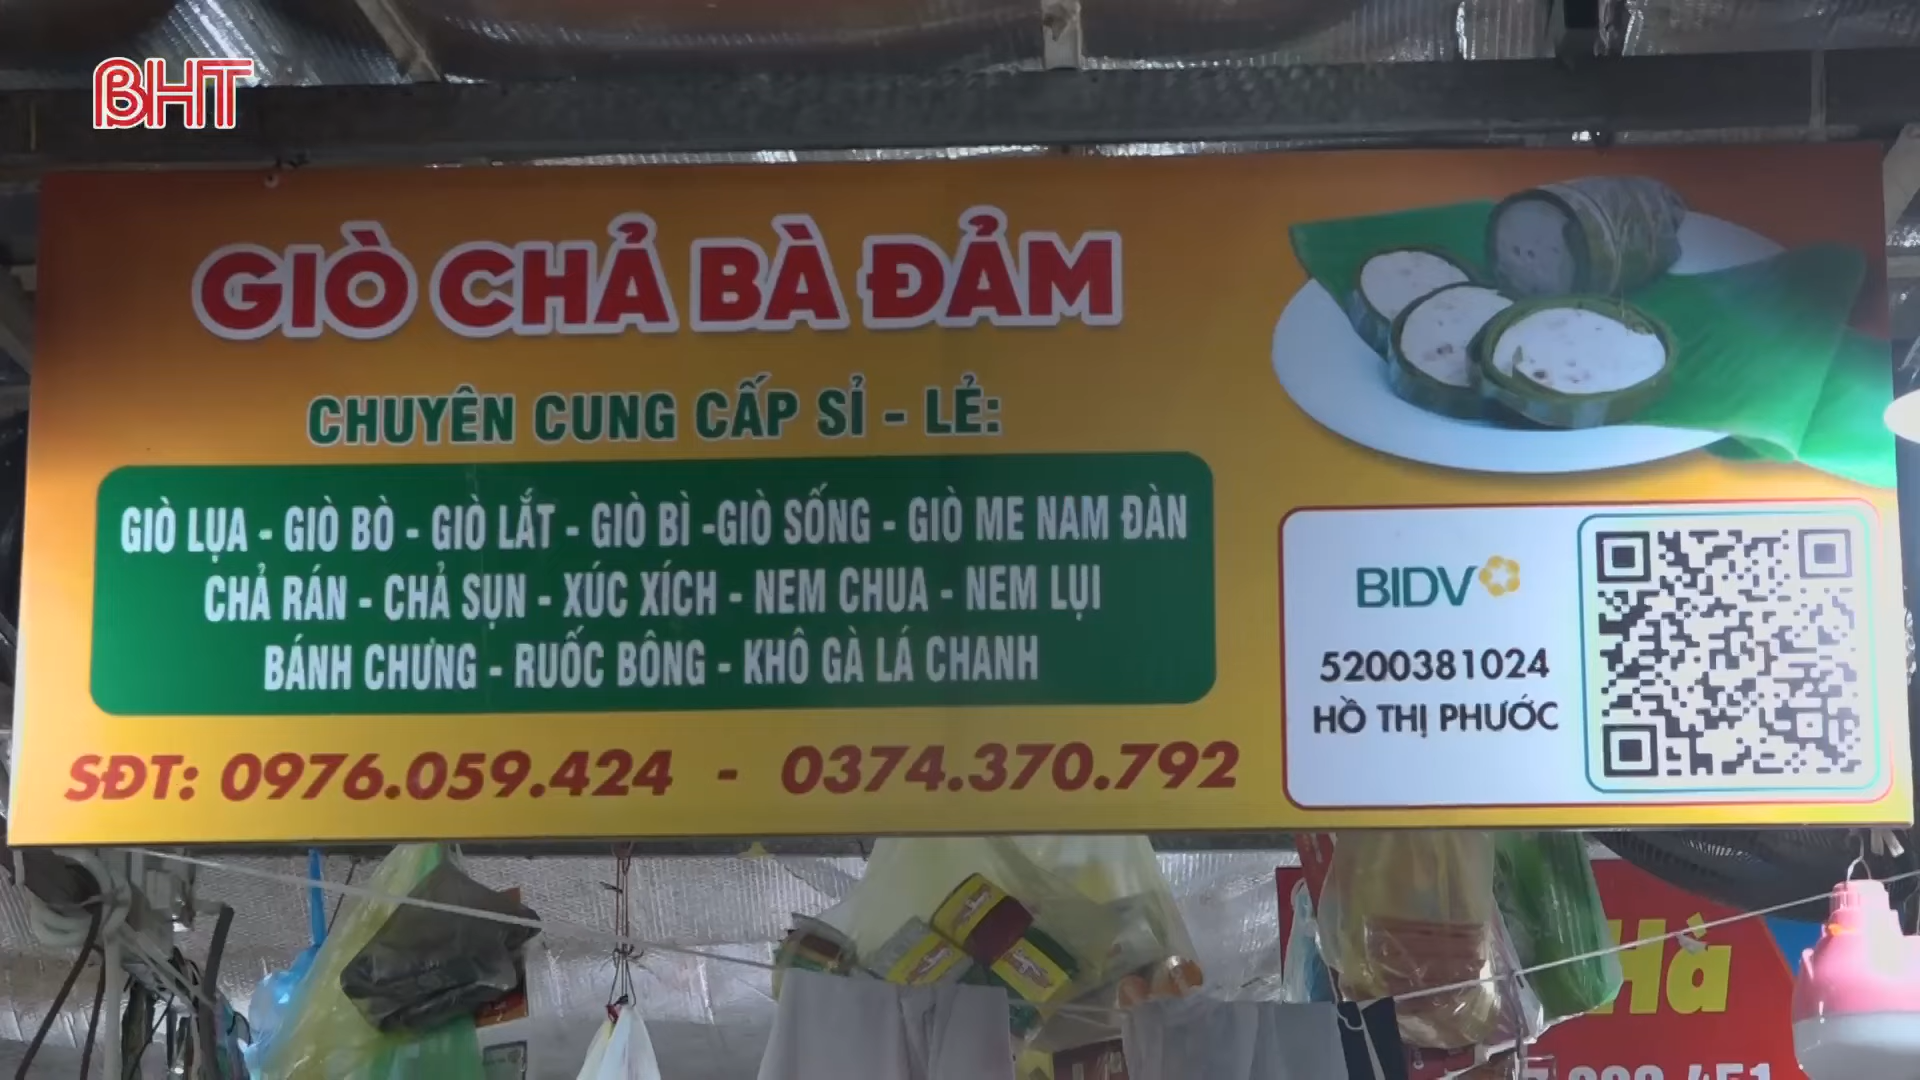 BHT
GIÒ CHẢ BÀ ĐẢM
CHUYÊN CUNG CẤP SỈ - LẺ:
GIÒ LỤA - GIÒ BÒ - GIÒ LẮT - GIÒ BÌ -GIÒ SỐNG - GIÒ ME NAM ĐÀN
CHẢ RÁN - CHẢ SỤN - XÚC XÍCH - NEM CHUA - NEM LỤI
BÁNH CHƯNG - RUỐC BÔNG - KHÔ GÀ LÁ CHANH
SĐT: 0976.059.424 - 0374.370.792
BIDV
5200381024
HỒ THỊ PHƯỚC
Hà